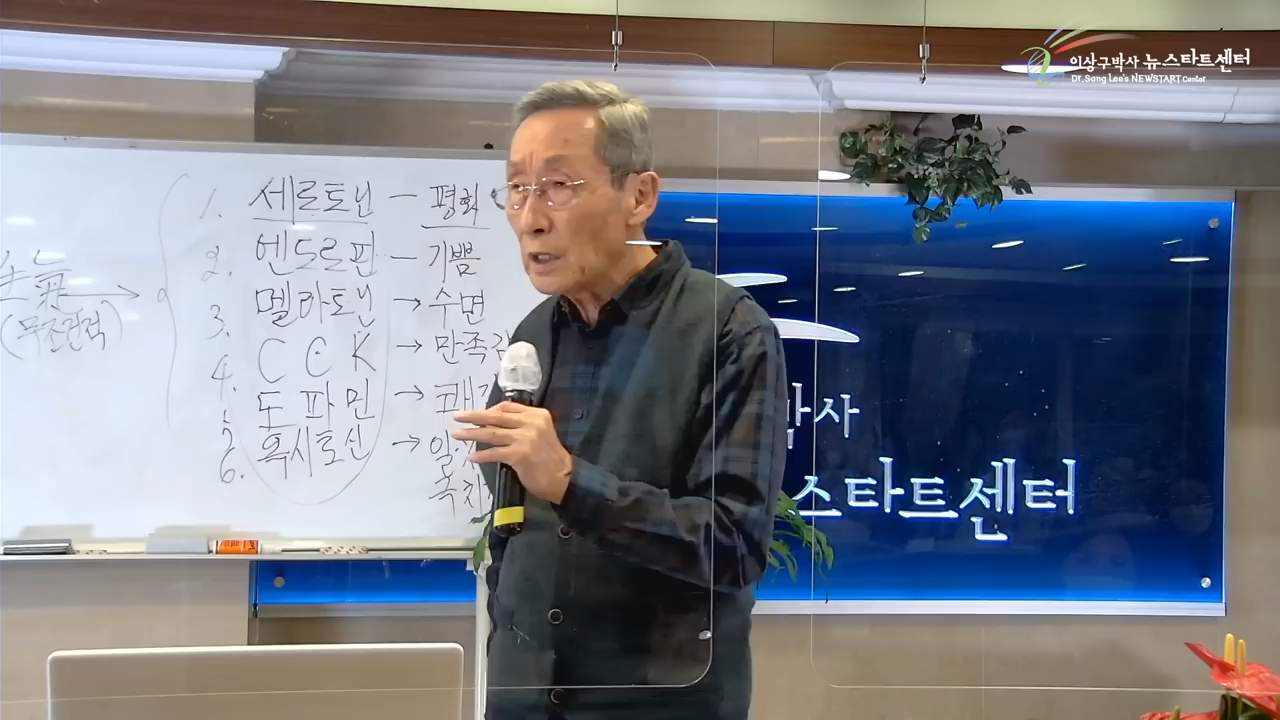 이상구박사 뉴스타트센터
Dr. Sang Lee's NEWSTART Center
生氣 →
(무조건적)
1. 세로토닌 - 평화
2. 엔도르핀 - 기쁨
3. 멜라토닌 → 수면
4. C C K → 만족감
5. 도파민 →
6. 옥시토신 →
박사
스타트센터